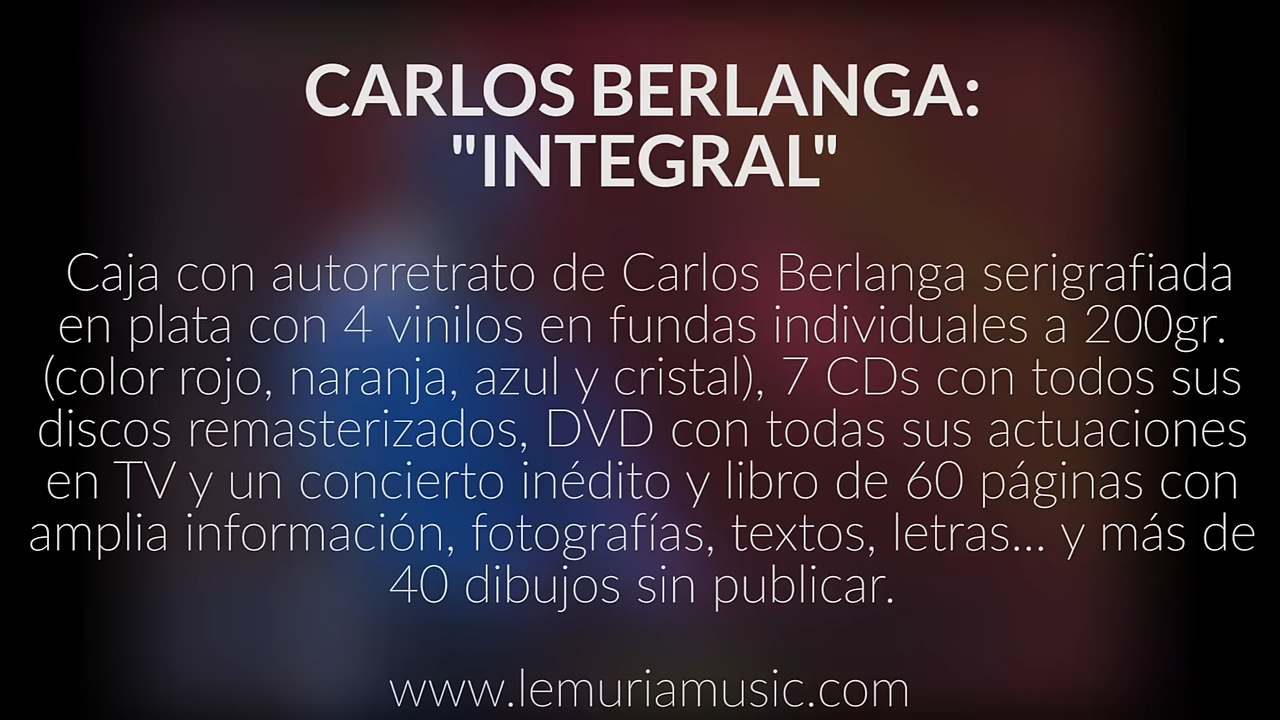 CARLOS BERLANGA:
"INTEGRAL"
Caja con autorretrato de Carlos Berlanga serigrafiada
en plata con 4 vinilos en fundas individuales a 200gr.
(color rojo, naranja, azul y cristal), 7 CDs con todos sus
discos remasterizados, DVD con todas sus actuaciones
en TV y un concierto inédito y libro de 60 páginas con
amplia información, fotografías, textos, letras... y más de
40 dibujos sin publicar.
www.lemuriamusic.com